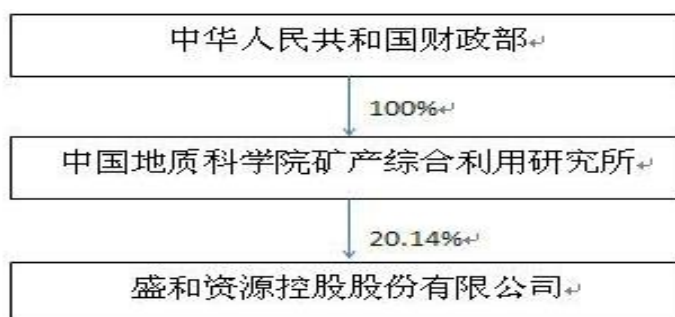 中华人民共和国财政部
100%
中国地质科学院矿产综合利用研究所
20.14%
盛和资源控股股份有限公司